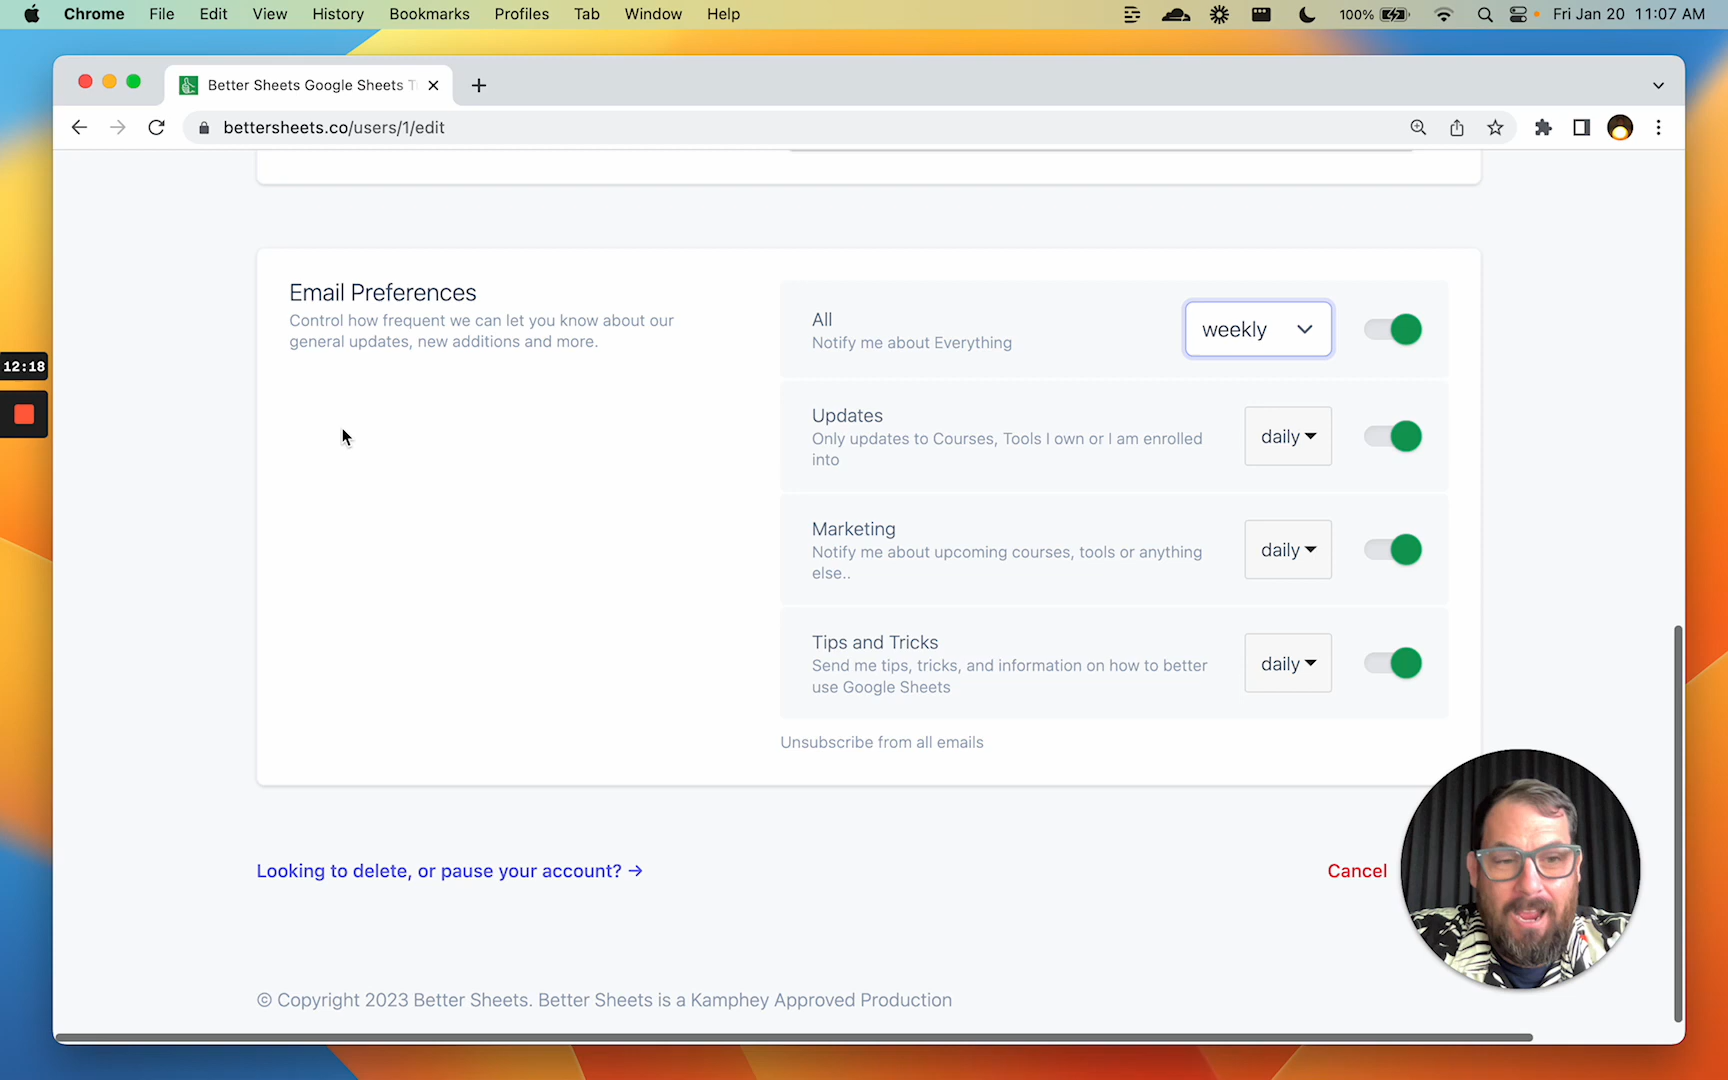 Chrome File Edit View History Bookmarks Profiles Tab Window Help 100% Fri Jan 20 11:07 AM
Better Sheets Google Sheets T
bettersheets.co/users/1/edit
Email Preferences
Control how frequent we can let you know about our
general updates, new additions and more.
All
Notify me about Everything
weekly
Updates
Only updates to Courses, Tools I own or I am enrolled
into
daily
Marketing
Notify me about upcoming courses, tools or anything
else..
daily
Tips and Tricks
Send me tips, tricks, and information on how to better
use Google Sheets
daily
Unsubscribe from all emails
12:18
Looking to delete, or pause your account? →
Cancel
© Copyright 2023 Better Sheets. Better Sheets is a Kamphey Approved Production